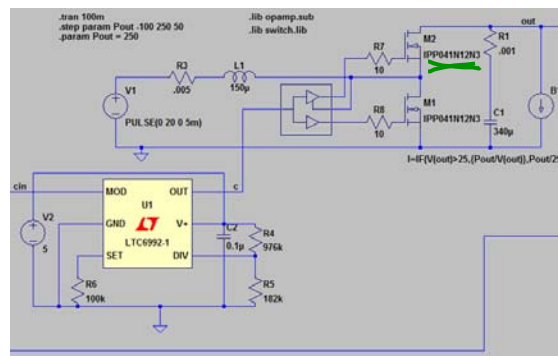 .tran 100m
.step param Pout -100 250 50
.param Pout = 250
.lib opamp.sub
.lib switch.lib
out
M2
IPP041N12N3
R1
.001
R7
10
R3
.005
L1
150µ
V1
PULSE(0 20 0 5m)
R8
10
M1
IPP041N12N3
C1
340µ
I=IF(V(out)>25,(Pout/V(out)),Pout/25
cin
MOD
OUT
c
U1
GND
V+
LTC6992-1
SET
DIV
V2
5
C2
0.1µ
R4
976k
R6
100k
R5
182k